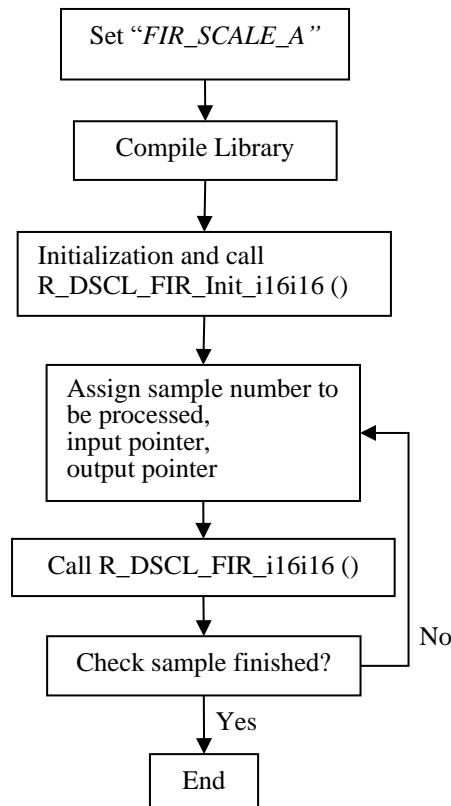 Set “FIR_SCALE_A”
Compile Library
Initialization and call
R_DSCL_FIR_Init_i16i16 ()
Assign sample number to
be processed,
input pointer,
output pointer
Call R_DSCL_FIR_i16i16 ()
Check sample finished?
No
Yes
End